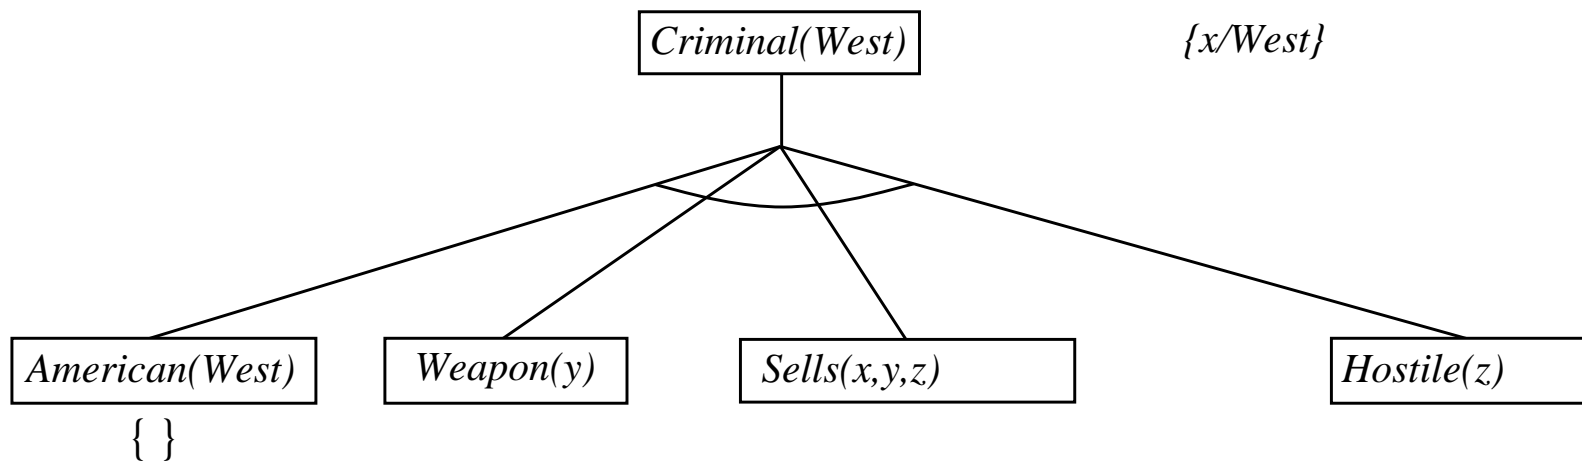 Criminal(West)
{x/West}
American(West)
Weapon(y)
Sells(x,y,z)
Hostile(z)
{ }